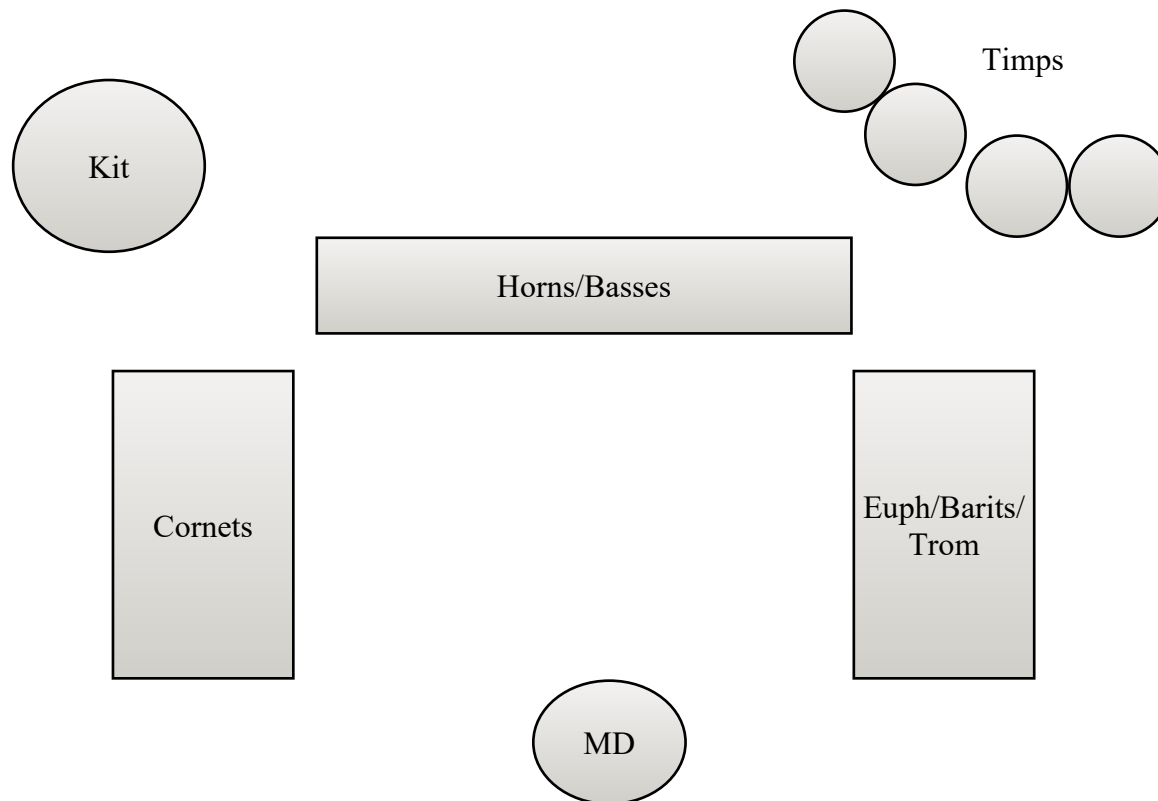 Timps
Kit
Horns/Basses
Cornets
Euph/Barits/
Trom
MD